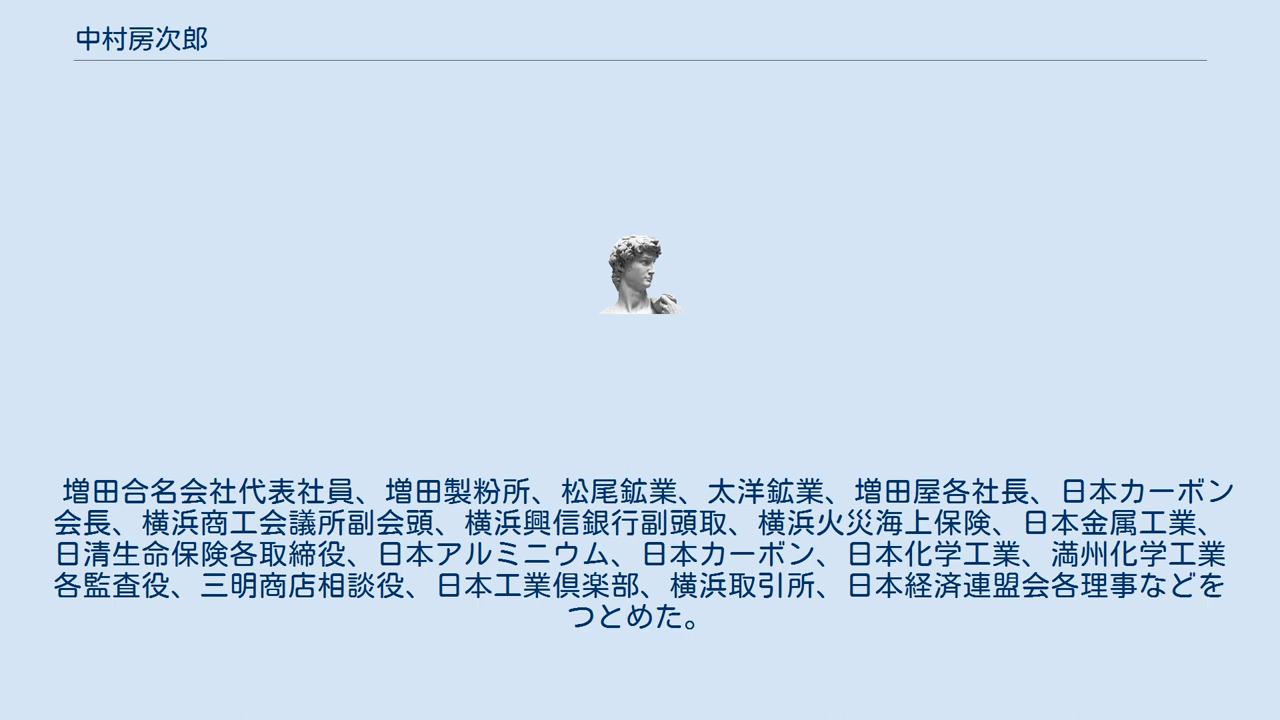 中村房次郎
増田合名会社代表社員、増田製粉所、松尾鉱業、太洋鉱業、増田屋各社長、日本カーボン
会長、横浜商工会議所副会頭、横浜興信銀行副頭取、横浜火災海上保険、日本金属工業、
日清生命保険各取締役、日本アルミニウム、日本カーボン、日本化学工業、満州化学工業
各監査役、三明商店相談役、日本工業倶楽部、横浜取引所、日本経済連盟会各理事などを
つとめた。